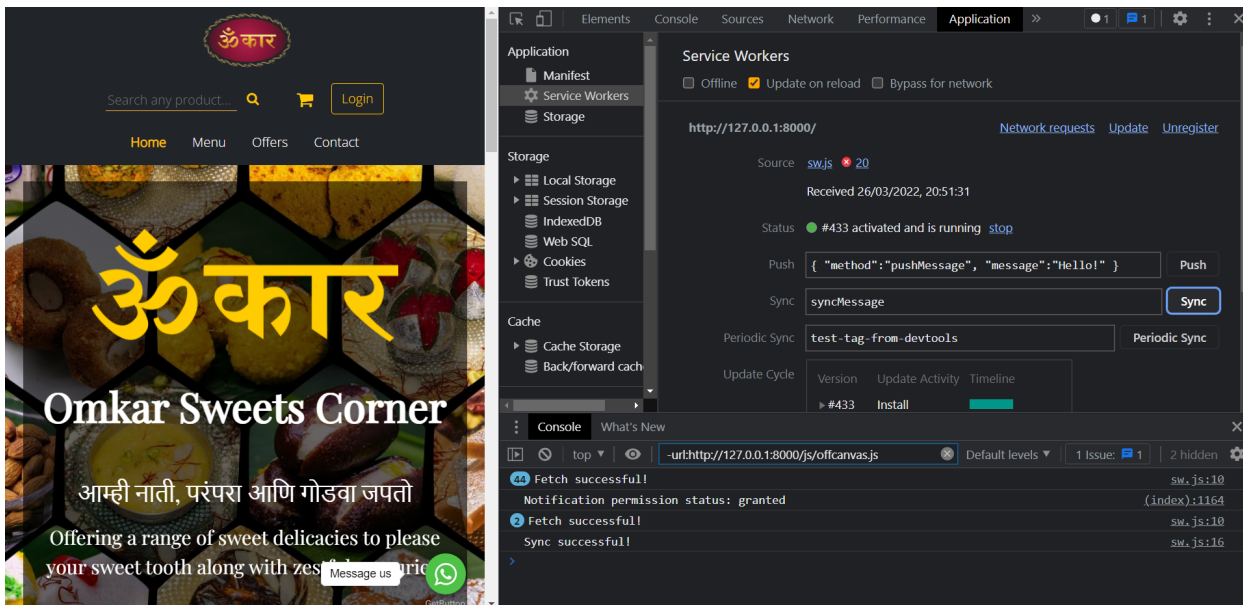 ॐकार
Search any product...
Login
Home Menu Offers Contact
ॐकार
Omkar Sweets Corner
आम्ही नाती, परंपरा आणि गोडवा जपतो
Offering a range of sweet delicacies to please
your sweet tooth along with
Message us
GetButton
Elements Console Sources Network Performance Application » 1 1
Application
Manifest
Service Workers
Storage
Storage
Local Storage
Session Storage
IndexedDB
Web SQL
Cookies
Trust Tokens
Cache
Cache Storage
Back/forward cach
Service Workers
Offline Update on reload Bypass for network
http://127.0.0.1:8000/ Network requests Update Unregister
Source sw.js 20
Received 26/03/2022, 20:51:31
Status #433 activated and is running stop
Push { "method":"pushMessage", "message":"Hello!" } Push
Sync syncMessage Sync
Periodic Sync test-tag-from-devtools Periodic Sync
Update Cycle Version Update Activity Timeline
#433 Install
Console What's New
top -url:http://127.0.0.1:8000/js/offcanvas.js Default levels 1 Issue: 1 2 hidden
44 Fetch successful! sw.js:10
Notification permission status: granted (index):1164
2 Fetch successful! sw.js:10
Sync successful! sw.js:16